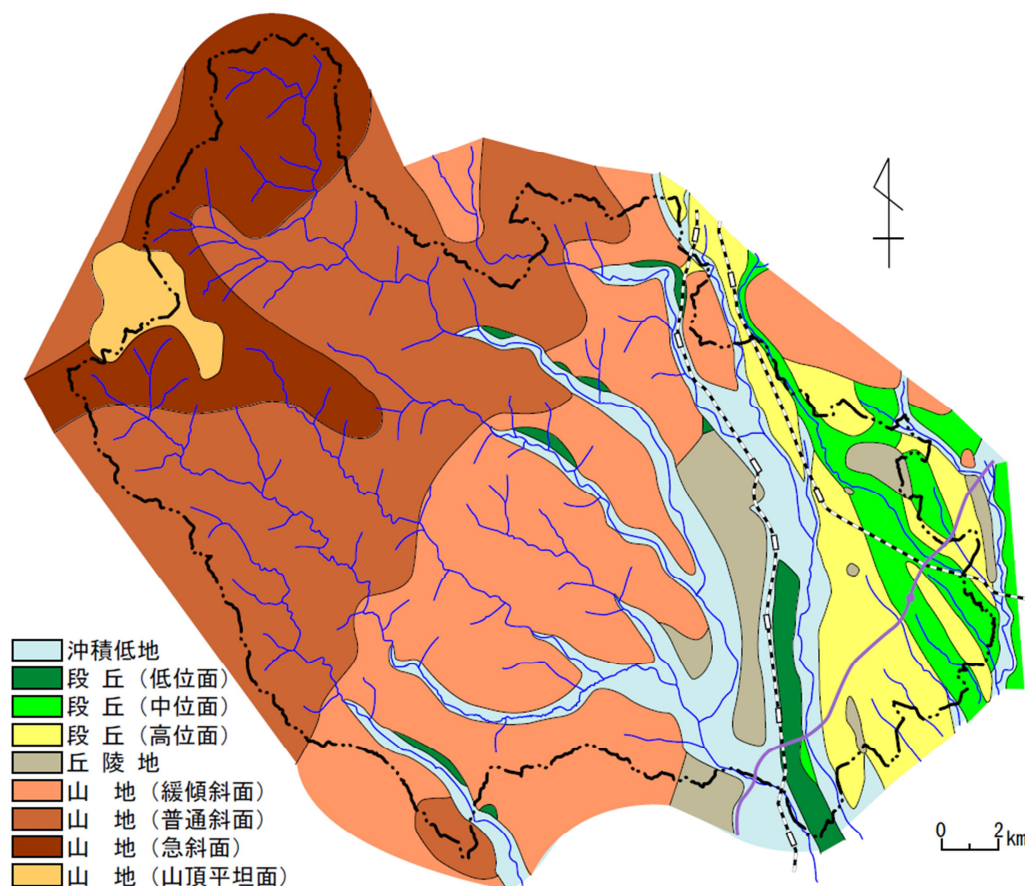 沖積低地
段 丘（低位面）
段 丘（中位面）
段 丘（高位面）
丘 陵 地
山 地（緩傾斜面）
山 地（普通斜面）
山 地（急斜面）
山 地（山頂平坦面）
0 2 km